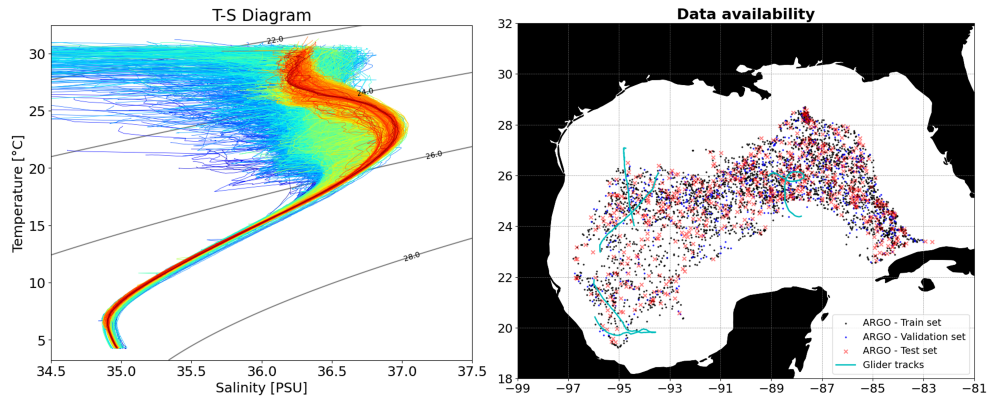 T-S Diagram
30
25
20
15
10
5
Temperature [°C]
22.0
24.0
26.0
28.0
34.5 35.0 35.5 36.0 36.5 37.0 37.5
Salinity [PSU]
Data availability
32
30
28
26
24
22
20
18
−99 −97 −95 −93 −91 −89 −87 −85 −83 −81
ARGO - Train set
ARGO - Validation set
ARGO - Test set
Glider tracks